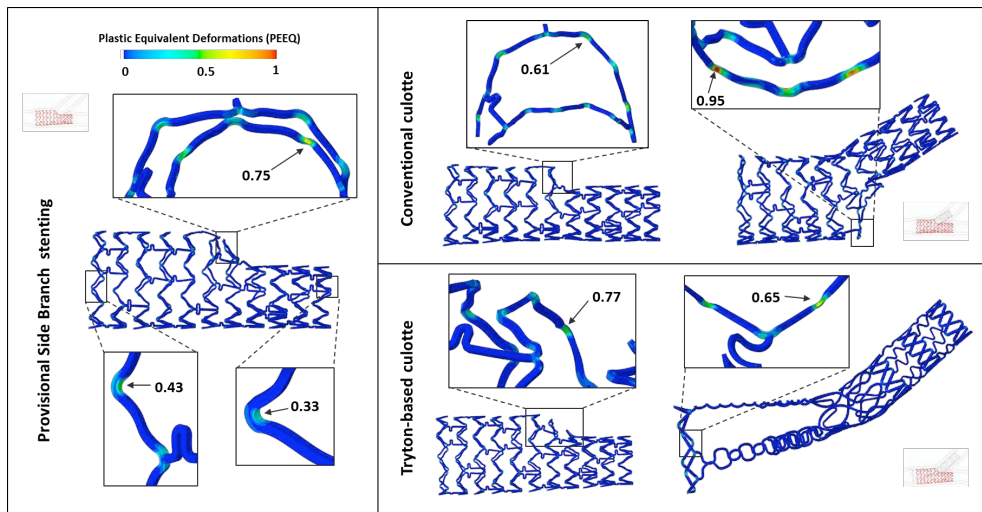 Provisional Side Branch stenting
Plastic Equivalent Deformations (PEEQ)
0 0.5 1
0.75
0.43
0.33
Conventional culotte
0.61
0.95
Tryton-based culotte
0.77
0.65